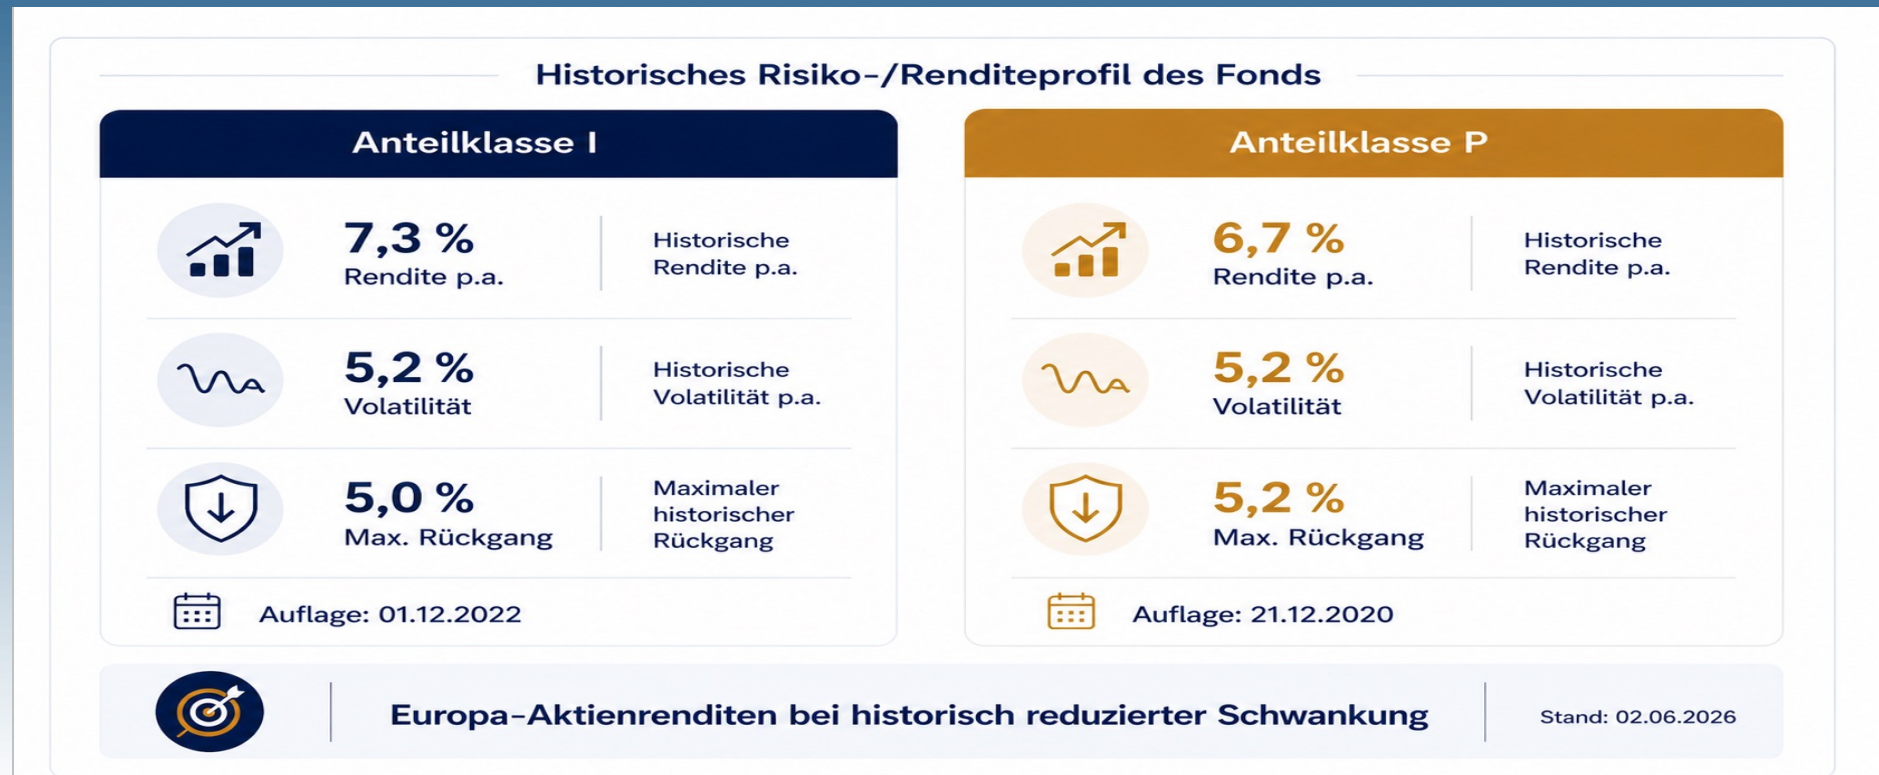 Historisches Risiko-/Renditeprofil des Fonds
Anteilklasse I
7,3 %
Rendite p.a.
Historische
Rendite p.a.
5,2 %
Volatilität
Historische
Volatilität p.a.
5,0 %
Max. Rückgang
Maximaler
historischer
Rückgang
Auflage: 01.12.2022
Anteilklasse P
6,7 %
Rendite p.a.
Historische
Rendite p.a.
5,2 %
Volatilität
Historische
Volatilität p.a.
5,2 %
Max. Rückgang
Maximaler
historischer
Rückgang
Auflage: 21.12.2020
Europa-Aktienrenditen bei historisch reduzierter Schwankung
Stand: 02.06.2026